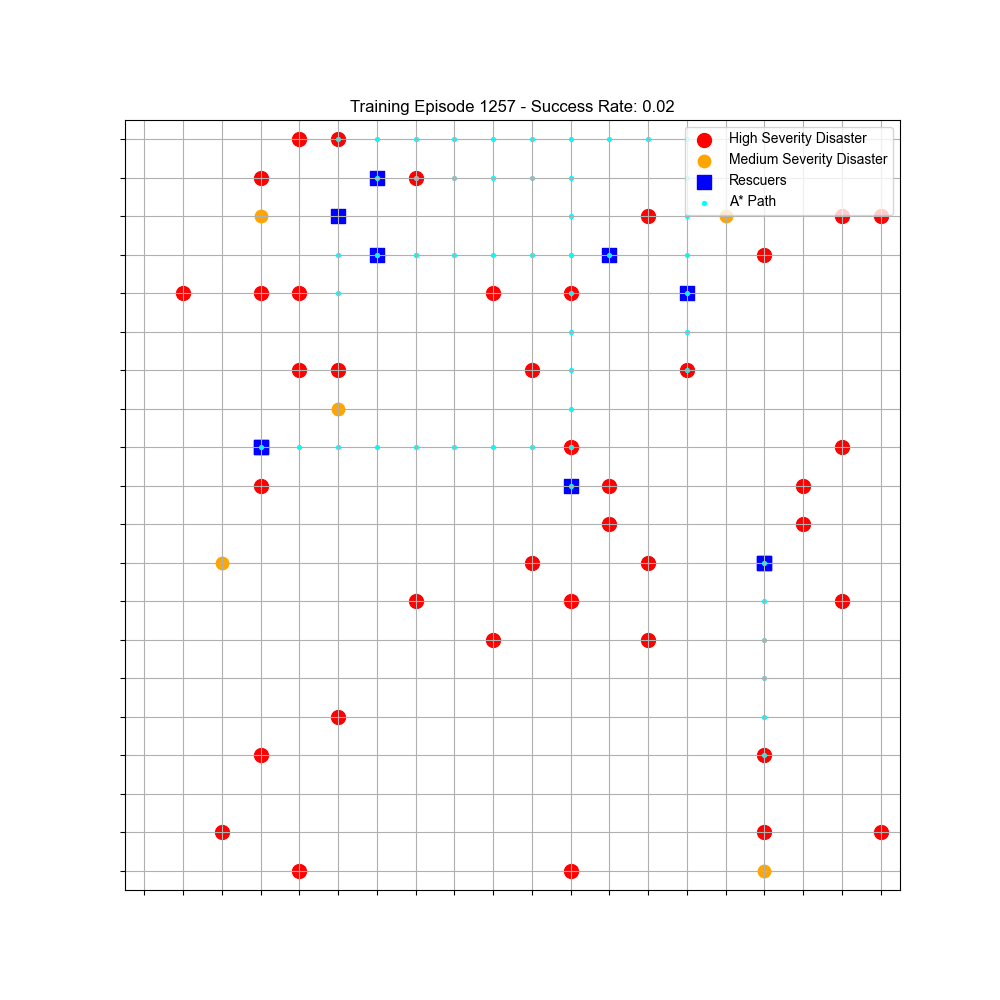 Training Episode 1257 - Success Rate: 0.02
High Severity Disaster
Medium Severity Disaster
Rescuers
A* Path